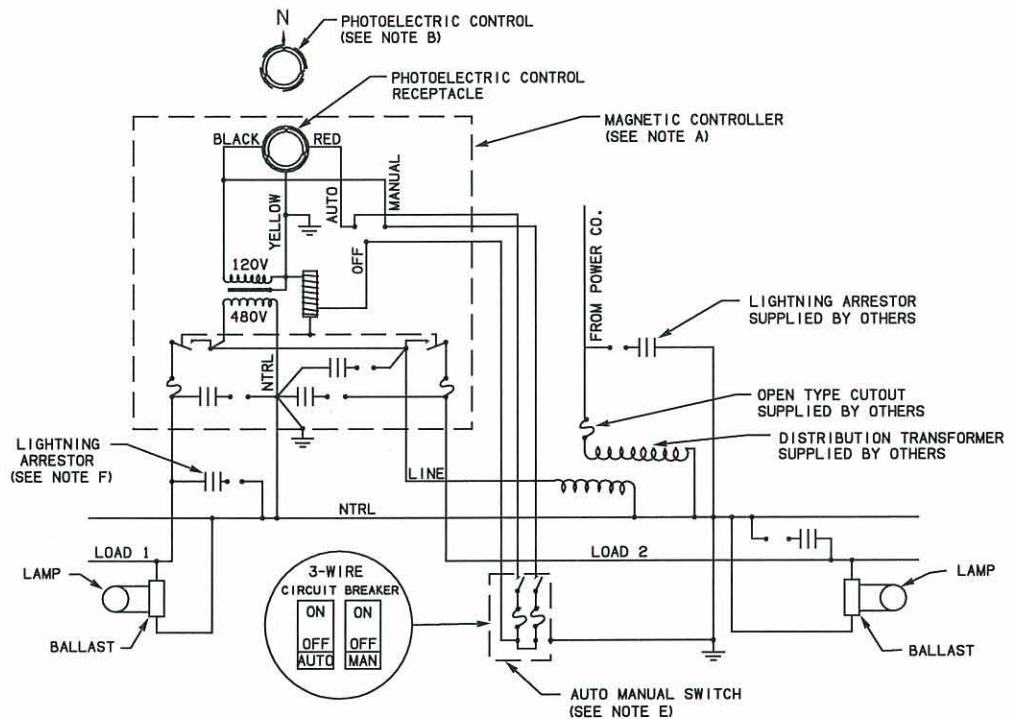 N
PHOTOELECTRIC CONTROL
(SEE NOTE B)
PHOTOELECTRIC CONTROL
RECEPTACLE
MAGNETIC CONTROLLER
(SEE NOTE A)
BLACK
RED
YELLOW
AUTO
MANUAL
OFF
120V
480V
NTRL
FROM POWER CO.
LIGHTNING ARRESTOR
SUPPLIED BY OTHERS
OPEN TYPE CUTOUT
SUPPLIED BY OTHERS
DISTRIBUTION TRANSFORMER
SUPPLIED BY OTHERS
LIGHTNING
ARRESTOR
(SEE NOTE F)
LINE
NTRL
LOAD 1
LOAD 2
LAMP
BALLAST
3-WIRE
CIRCUIT BREAKER
ON
ON
OFF
OFF
AUTO
MAN
LAMP
BALLAST
AUTO MANUAL SWITCH
(SEE NOTE E)